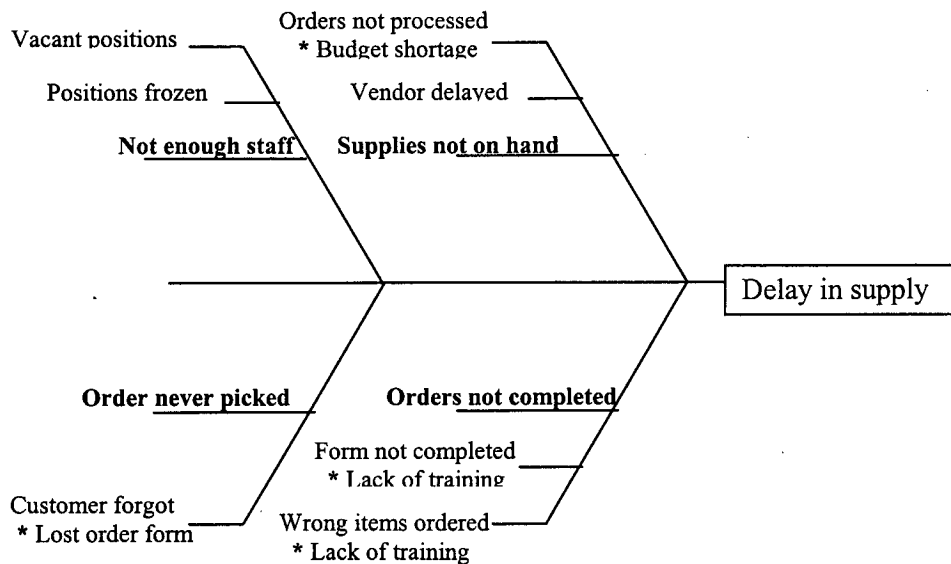 Vacant positions
Positions frozen
Not enough staff
Orders not processed
* Budget shortage
Vendor delayed
Supplies not on hand
Delay in supply
Order never picked
Customer forgot
* Lost order form
Orders not completed
Form not completed
* Lack of training
Wrong items ordered
* Lack of training